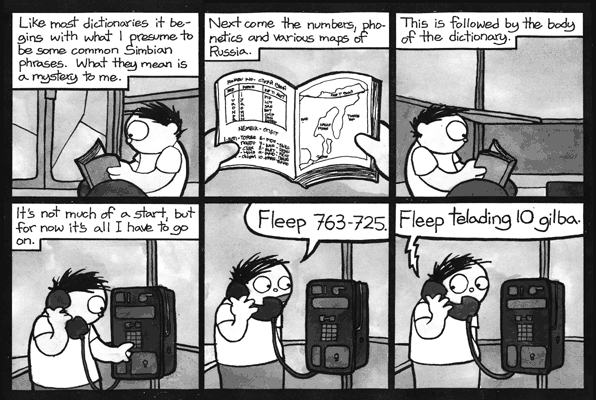 Like most dictionaries it be-
gins with what I presume to
be some common Simbian
phrases. What they mean is
a mystery to me.
Next come the numbers, pho-
netics and various maps of
Russia.
This is followed by the body
of the dictionary.
It's not much of a start, but
for now it's all I have to go
on.
Fleep 763-725.
Fleep telading 10 gilba.